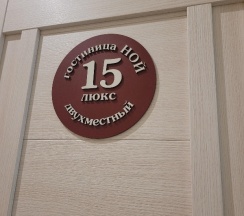 гостиница НОЙ
15
люкс
двухместный